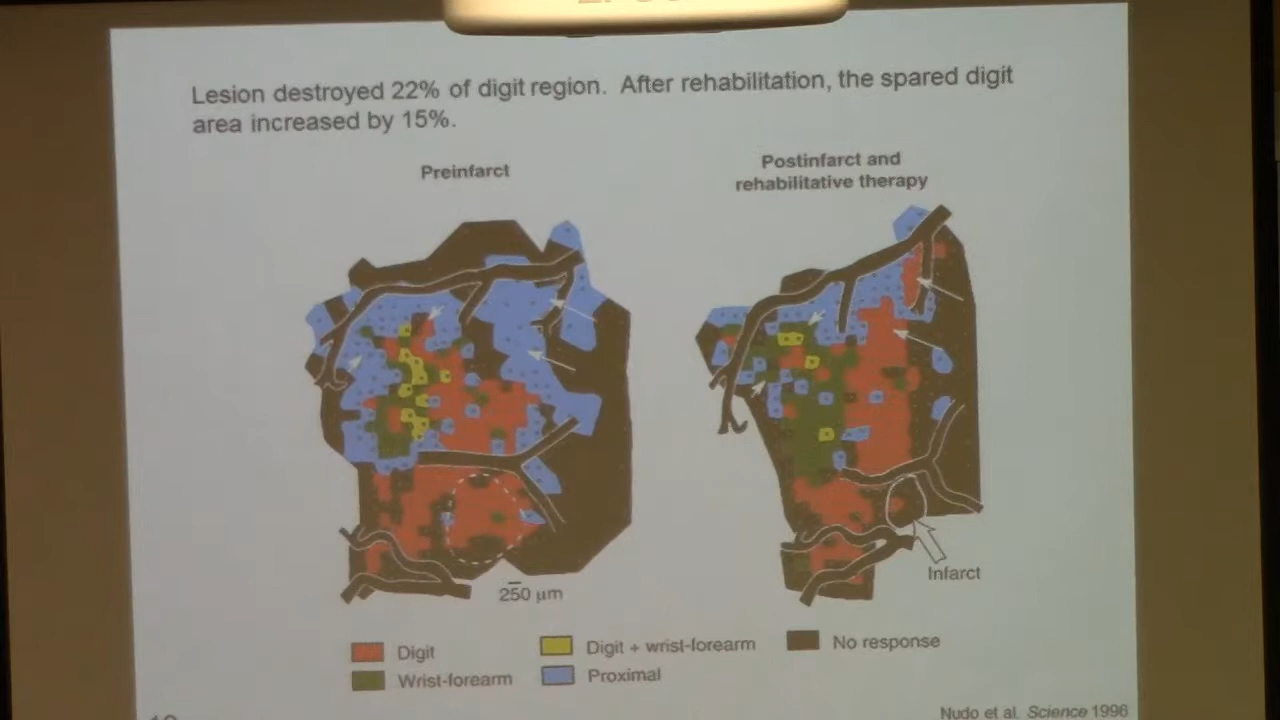 Lesion destroyed 22% of digit region. After rehabilitation, the spared digit
area increased by 15%.
Preinfarct
Postinfarct and
rehabilitative therapy
250 μm
Infarct
Digit
Digit + wrist-forearm
No response
Wrist-forearm
Proximal
Nudo et al. Science 1996